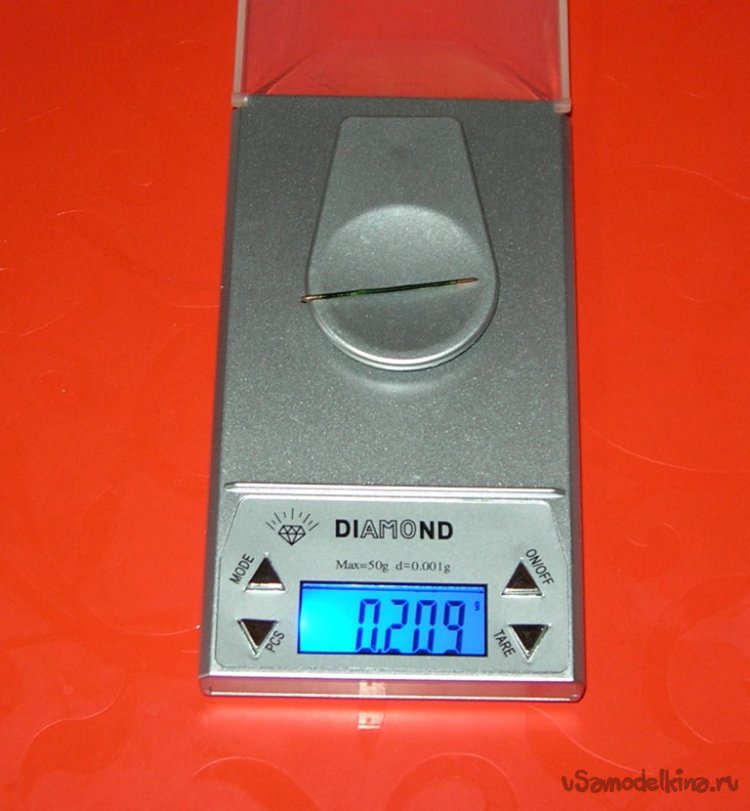 DIAMOND
Max=50g d=0.001g
MODE
ON/OFF
0.209 g
PCS
TARE
vSamodelkina.ru